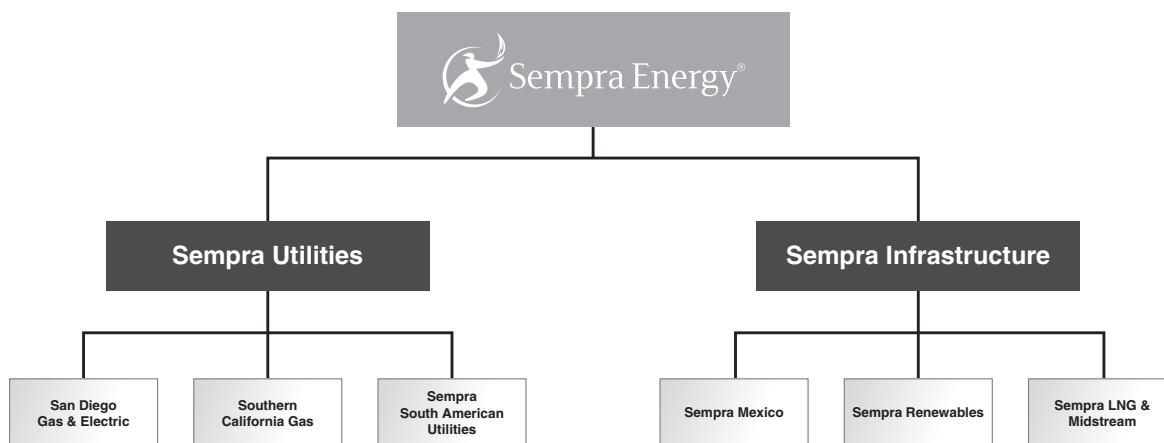 Sempra Energy®
Sempra Utilities
Sempra Infrastructure
San Diego
Gas & Electric
Southern
California Gas
Sempra
South American
Utilities
Sempra Mexico
Sempra Renewables
Sempra LNG &
Midstream